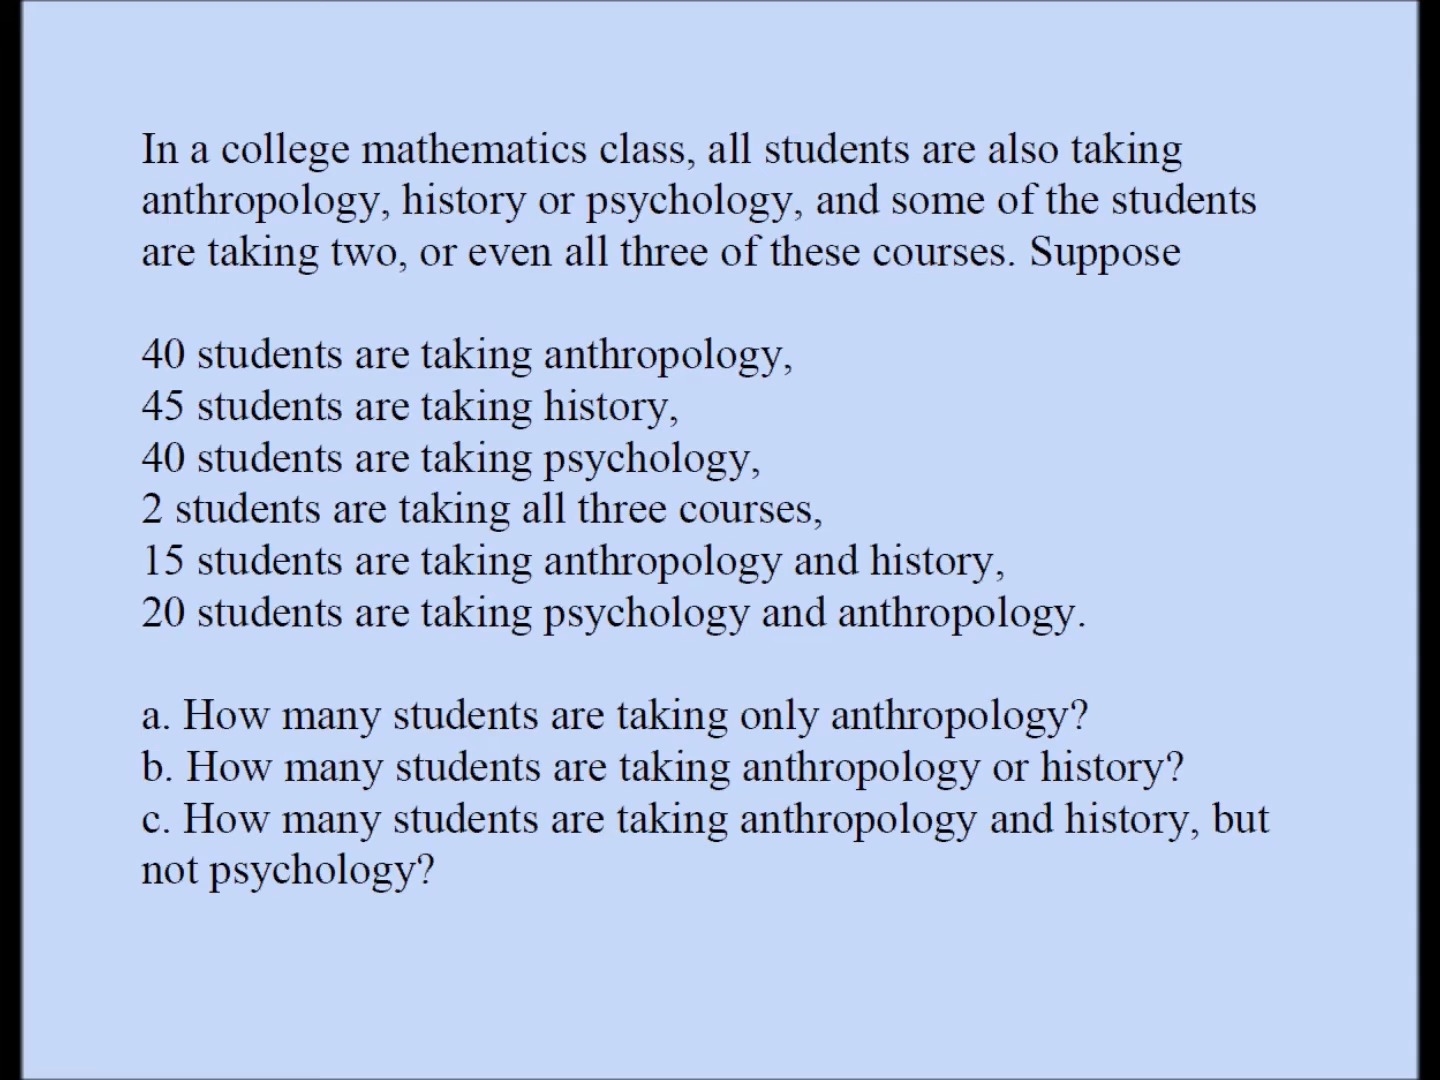 In a college mathematics class, all students are also taking
anthropology, history or psychology, and some of the students
are taking two, or even all three of these courses. Suppose
40 students are taking anthropology,
45 students are taking history,
40 students are taking psychology,
2 students are taking all three courses,
15 students are taking anthropology and history,
20 students are taking psychology and anthropology.
a. How many students are taking only anthropology?
b. How many students are taking anthropology or history?
c. How many students are taking anthropology and history, but
not psychology?